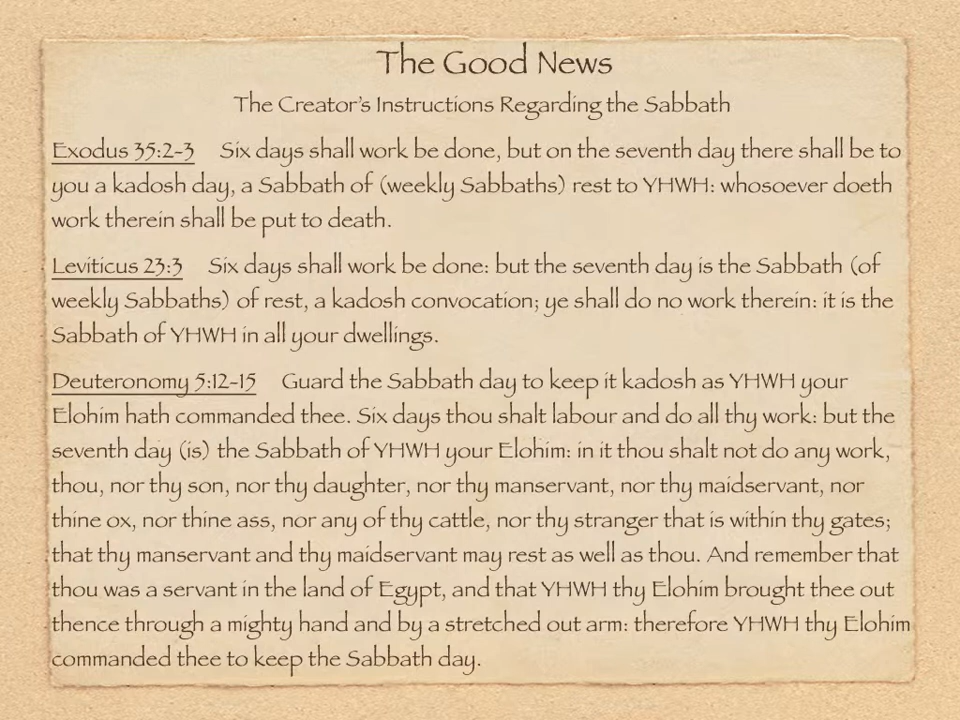 The Good News
The Creator's Instructions Regarding the Sabbath
Exodus 35:2-3 Six days shall work be done, but on the seventh day there shall be to
you a kadosh day, a Sabbath of (weekly Sabbaths) rest to YHWH: whosoever doeth
work therein shall be put to death.
Leviticus 23:3 Six days shall work be done: but the seventh day is the Sabbath (of
weekly Sabbaths) of rest, a kadosh convocation; ye shall do no work therein: it is the
Sabbath of YHWH in all your dwellings.
Deuteronomy 5:12-15 Guard the Sabbath day to keep it kadosh as YHWH your
Elohim hath commanded thee. Six days thou shalt labour and do all thy work: but the
seventh day (is) the Sabbath of YHWH your Elohim: in it thou shalt not do any work,
thou, nor thy son, nor thy daughter, nor thy manservant, nor thy maidservant, nor
thine ox, nor thine ass, nor any of thy cattle, nor thy stranger that is within thy gates;
that thy manservant and thy maidservant may rest as well as thou. And remember that
thou was a servant in the land of Egypt, and that YHWH thy Elohim brought thee out
thence through a mighty hand and by a stretched out arm: therefore YHWH thy Elohim
commanded thee to keep the Sabbath day.